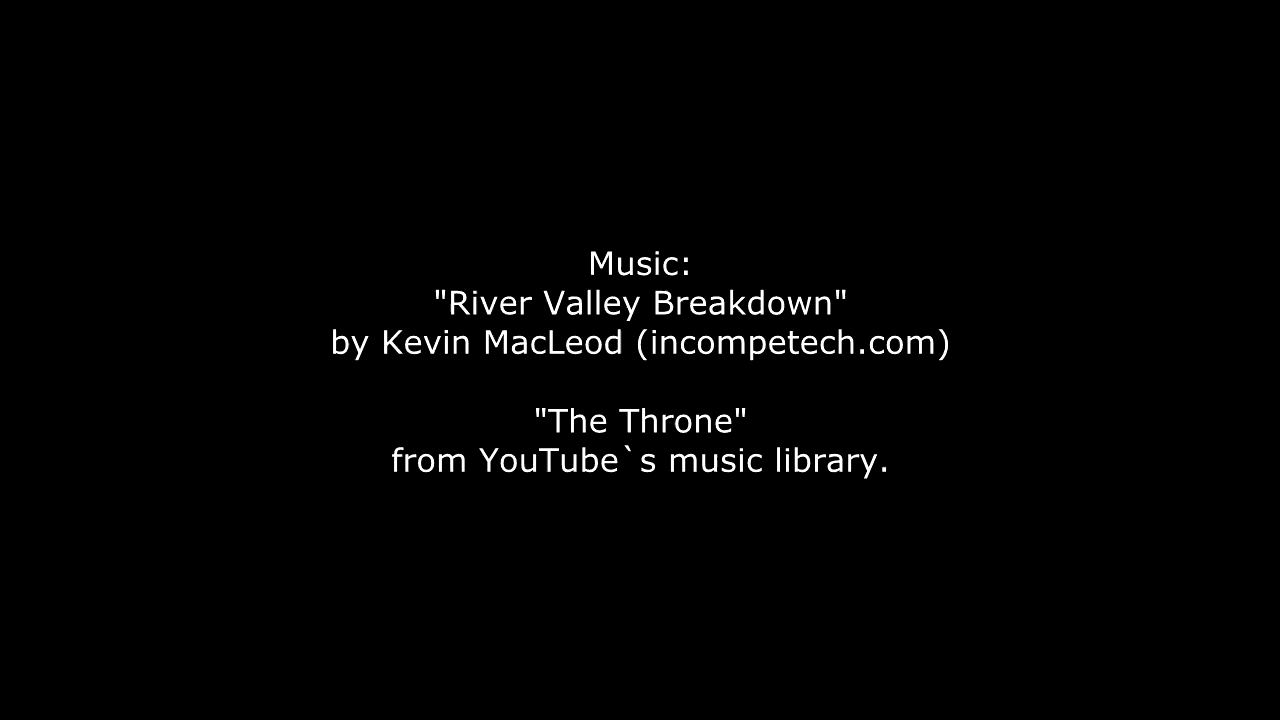 Music:
"River Valley Breakdown"
by Kevin MacLeod (incompetech.com)
"The Throne"
from YouTube`s music library.